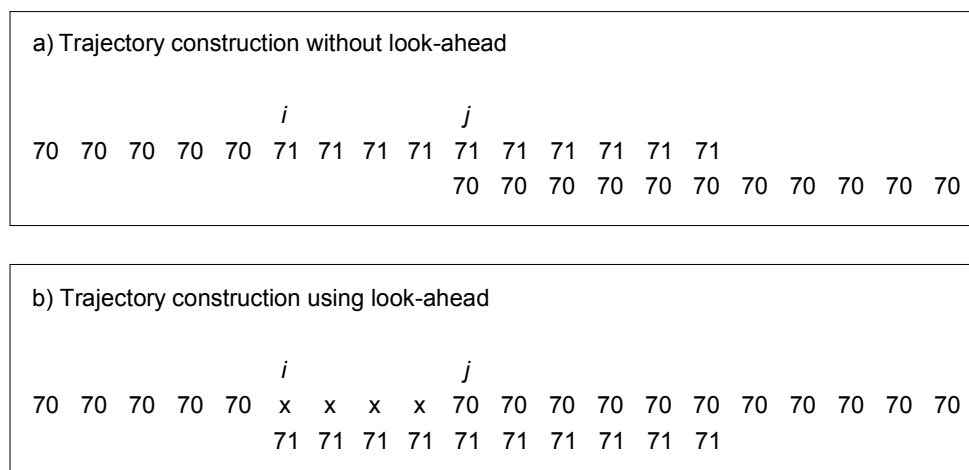 a) Trajectory construction without look-ahead
i j
70 70 70 70 70 71 71 71 71 71 71 71 71 71 71
70 70 70 70 70 70 70 70 70 70 70
b) Trajectory construction using look-ahead
i j
70 70 70 70 70 x x x x 70 70 70 70 70 70 70 70 70 70 70
71 71 71 71 71 71 71 71 71 71